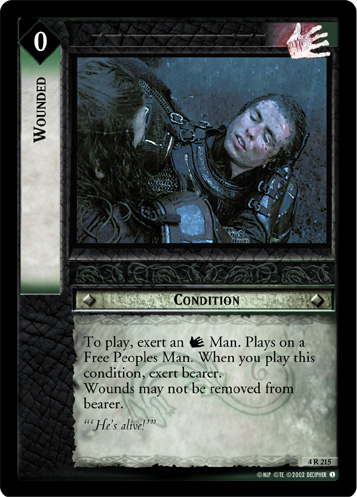 0
WOUNDED
CONDITION
To play, exert an Man. Plays on a
Free Peoples Man. When you play this
condition, exert bearer.
Wounds may not be removed from
bearer.
“‘He's alive!’”
4 R 215
©NLP ©TE ©2002 DECIPHER